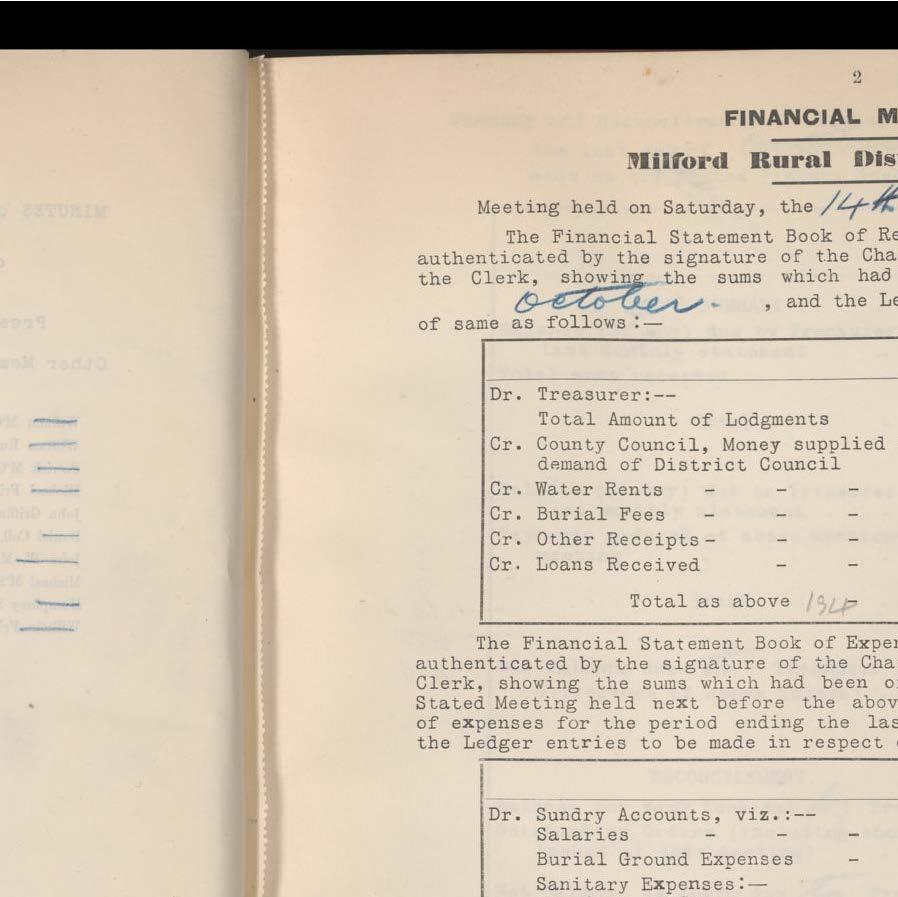 2
FINANCIAL M
Milford Rural Dis
Meeting held on Saturday, the 14th
The Financial Statement Book of Re
authenticated by the signature of the Cha
the Clerk, showing the sums which had
October. , and the Le
of same as follows:—
Dr. Treasurer:--
Total Amount of Lodgments
Cr. County Council, Money supplied
demand of District Council
Cr. Water Rents - -
Cr. Burial Fees - - -
Cr. Other Receipts - - -
Cr. Loans Received - -
Total as above -
The Financial Statement Book of Expen
authenticated by the signature of the Cha
Clerk, showing the sums which had been o
Stated Meeting held next before the abov
of expenses for the period ending the las
the Ledger entries to be made in respect
Dr. Sundry Accounts, viz.:--
Salaries - - -
Burial Ground Expenses -
Sanitary Expenses:—